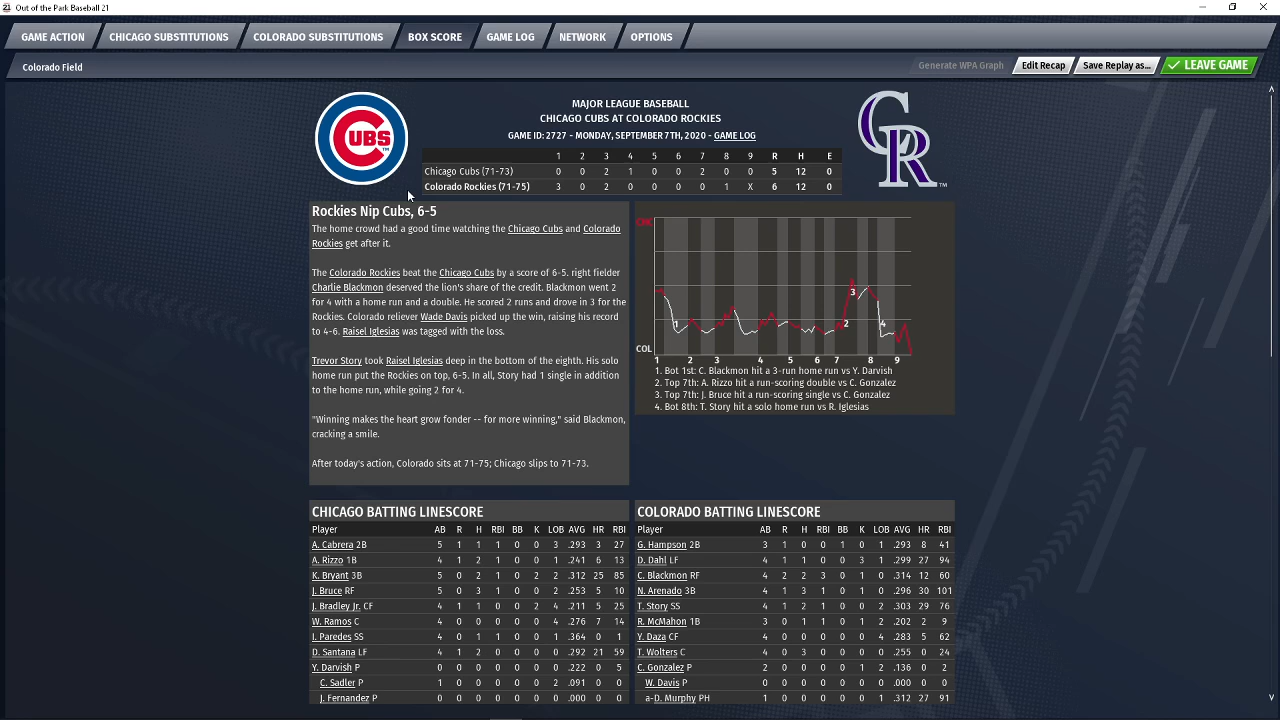 Out of the Park Baseball 21
GAME ACTION CHICAGO SUBSTITUTIONS COLORADO SUBSTITUTIONS BOX SCORE GAME LOG NETWORK OPTIONS
Colorado Field Generate WPA Graph Edit Recap Save Replay as... LEAVE GAME
CUBS
CR
MAJOR LEAGUE BASEBALL
CHICAGO CUBS AT COLORADO ROCKIES
GAME ID: 2727 - MONDAY, SEPTEMBER 7TH, 2020 - GAME LOG
1 2 3 4 5 6 7 8 9 R H E
Chicago Cubs (71-73) 0 0 2 1 0 0 2 0 0 5 12 0
Colorado Rockies (71-75) 3 0 2 0 0 0 0 1 X 6 12 0
Rockies Nip Cubs, 6-5
The home crowd had a good time watching the Chicago Cubs and Colorado
Rockies get after it.
The Colorado Rockies beat the Chicago Cubs by a score of 6-5. right fielder
Charlie Blackmon deserved the lion's share of the credit. Blackmon went 2
for 4 with a home run and a double. He scored 2 runs and drove in 3 for the
Rockies. Colorado reliever Wade Davis picked up the win, raising his record
to 4-6. Raisel Iglesias was tagged with the loss.
Trevor Story took Raisel Iglesias deep in the bottom of the eighth. His solo
home run put the Rockies on top, 6-5. In all, Story had 1 single in addition
to the home run, while going 2 for 4.
"Winning makes the heart grow fonder -- for more winning," said Blackmon,
cracking a smile.
After today's action, Colorado sits at 71-75; Chicago slips to 71-73.
CHC
1 2 3 4
COL
1 2 3 4 5 6 7 8 9
1. Bot 1st: C. Blackmon hit a 3-run home run vs Y. Darvish
2. Top 7th: A. Rizzo hit a run-scoring double vs C. Gonzalez
3. Top 7th: J. Bruce hit a run-scoring single vs C. Gonzalez
4. Bot 8th: T. Story hit a solo home run vs R. Iglesias
CHICAGO BATTING LINESCORE
Player AB R H RBI BB K LOB AVG HR RBI
A. Cabrera 2B 5 1 1 1 0 0 3 .293 3 27
A. Rizzo 1B 4 1 2 1 0 0 1 .241 6 13
K. Bryant 3B 5 0 2 1 0 2 2 .312 25 85
J. Bruce RF 5 0 3 1 0 0 2 .253 5 10
J. Bradley Jr. CF 4 1 1 0 0 2 4 .211 5 25
W. Ramos C 4 0 0 0 0 0 4 .276 7 14
I. Paredes SS 4 0 1 1 0 0 1 .364 0 1
D. Santana LF 4 1 2 0 0 0 0 .292 21 59
Y. Darvish P 0 0 0 0 0 0 0 .222 0 5
C. Sadler P 1 0 0 0 0 0 2 .091 0 0
J. Fernandez P 0 0 0 0 0 0 0 .000 0 0
COLORADO BATTING LINESCORE
Player AB R H RBI BB K LOB AVG HR RBI
G. Hampson 2B 3 1 0 0 1 0 1 .293 8 41
D. Dahl LF 4 1 1 0 0 3 1 .299 27 94
C. Blackmon RF 4 2 2 3 0 1 0 .314 12 60
N. Arenado 3B 4 1 3 1 0 1 0 .296 30 101
T. Story SS 4 1 2 1 0 0 2 .303 29 76
R. McMahon 1B 3 0 1 1 0 1 2 .202 2 9
Y. Daza CF 4 0 0 0 0 0 4 .283 5 62
T. Wolters C 4 0 3 0 0 0 0 .255 0 24
C. Gonzalez P 2 0 0 0 0 1 2 .136 0 2
W. Davis P 0 0 0 0 0 0 0 .000 0 0
a-D. Murphy PH 1 0 0 0 0 0 1 .312 27 91